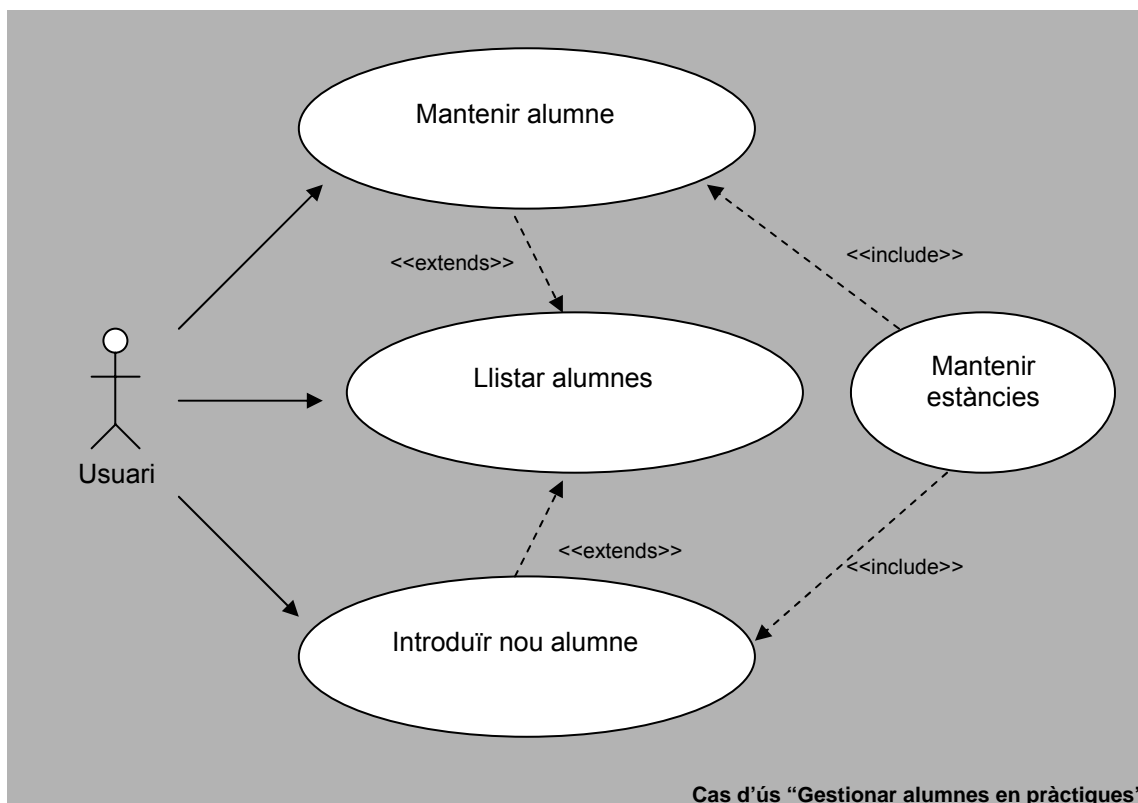 Mantenir alumne
<<extends>>
<<include>>
Llistar alumnes
Mantenir
estàncies
Usuari
<<extends>>
<<include>>
Introduïr nou alumne
Cas d'ús “Gestionar alumnes en pràctiques”